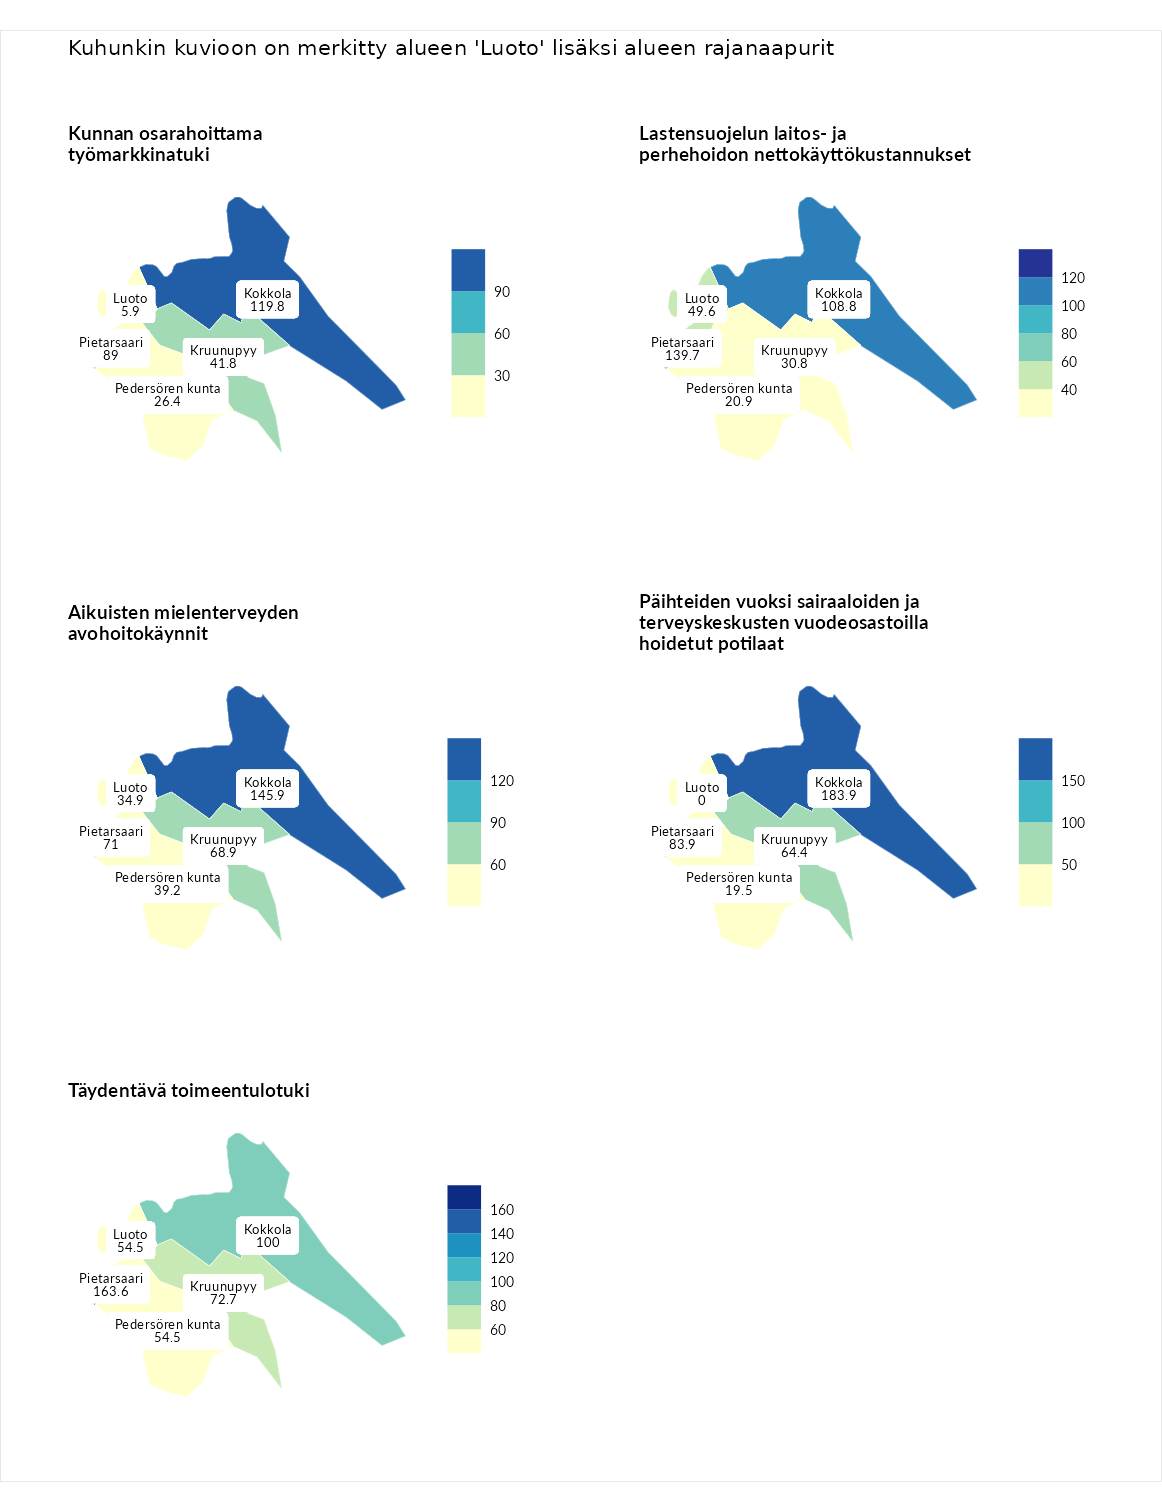 Kuhunkin kuvioon on merkitty alueen 'Luoto' lisäksi alueen rajanaapurit
Kunnan osarahoittama
työmarkkinatuki
Kokkola
119.8
Luoto
5.9
Pietarsaari
89
Kruunupyy
41.8
Pedersören kunta
26.4
90
60
30
Lastensuojelun laitos- ja
perhehoidon nettokäyttökustannukset
Kokkola
108.8
Luoto
49.6
Pietarsaari
139.7
Kruunupyy
30.8
Pedersören kunta
20.9
120
100
80
60
40
Aikuisten mielenterveyden
avohoitokäynnit
Kokkola
145.9
Luoto
34.9
Pietarsaari
71
Kruunupyy
68.9
Pedersören kunta
39.2
120
90
60
Päihteiden vuoksi sairaaloiden ja
terveyskeskusten vuodeosastoilla
hoidetut potilaat
Kokkola
183.9
Luoto
0
Pietarsaari
83.9
Kruunupyy
64.4
Pedersören kunta
19.5
150
100
50
Täydentävä toimeentulotuki
Kokkola
100
Luoto
54.5
Pietarsaari
163.6
Kruunupyy
72.7
Pedersören kunta
54.5
160
140
120
100
80
60